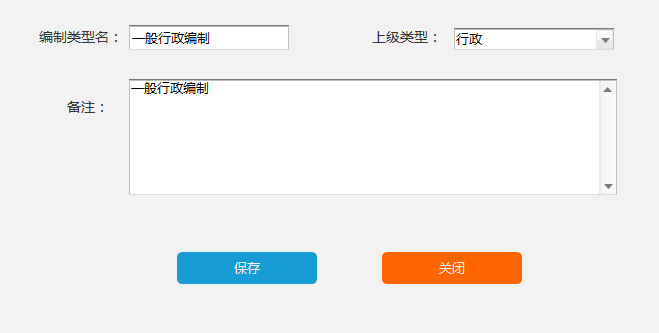 编制类型名： 一般行政编制 上级类型： 行政
备注： 一般行政编制
保存 关闭